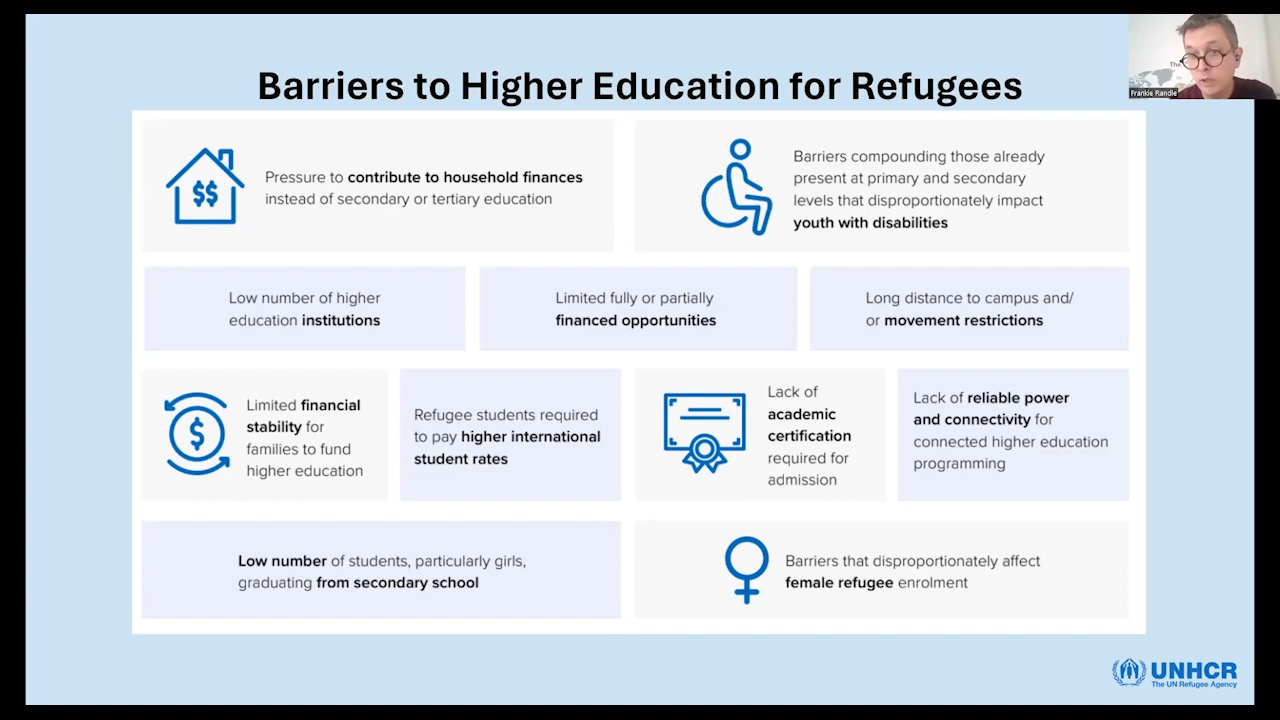 Barriers to Higher Education for Refugees
The
Frankie Randle
$$
Pressure to contribute to household finances
instead of secondary or tertiary education
Barriers compounding those already
present at primary and secondary
levels that disproportionately impact
youth with disabilities
Low number of higher
education institutions
Limited fully or partially
financed opportunities
Long distance to campus and/
or movement restrictions
$
Limited financial
stability for
families to fund
higher education
Refugee students required
to pay higher international
student rates
Lack of
academic
certification
required for
admission
Lack of reliable power
and connectivity for
connected higher education
programming
Low number of students, particularly girls,
graduating from secondary school
Barriers that disproportionately affect
female refugee enrolment
UNHCR
The UN Refugee Agency